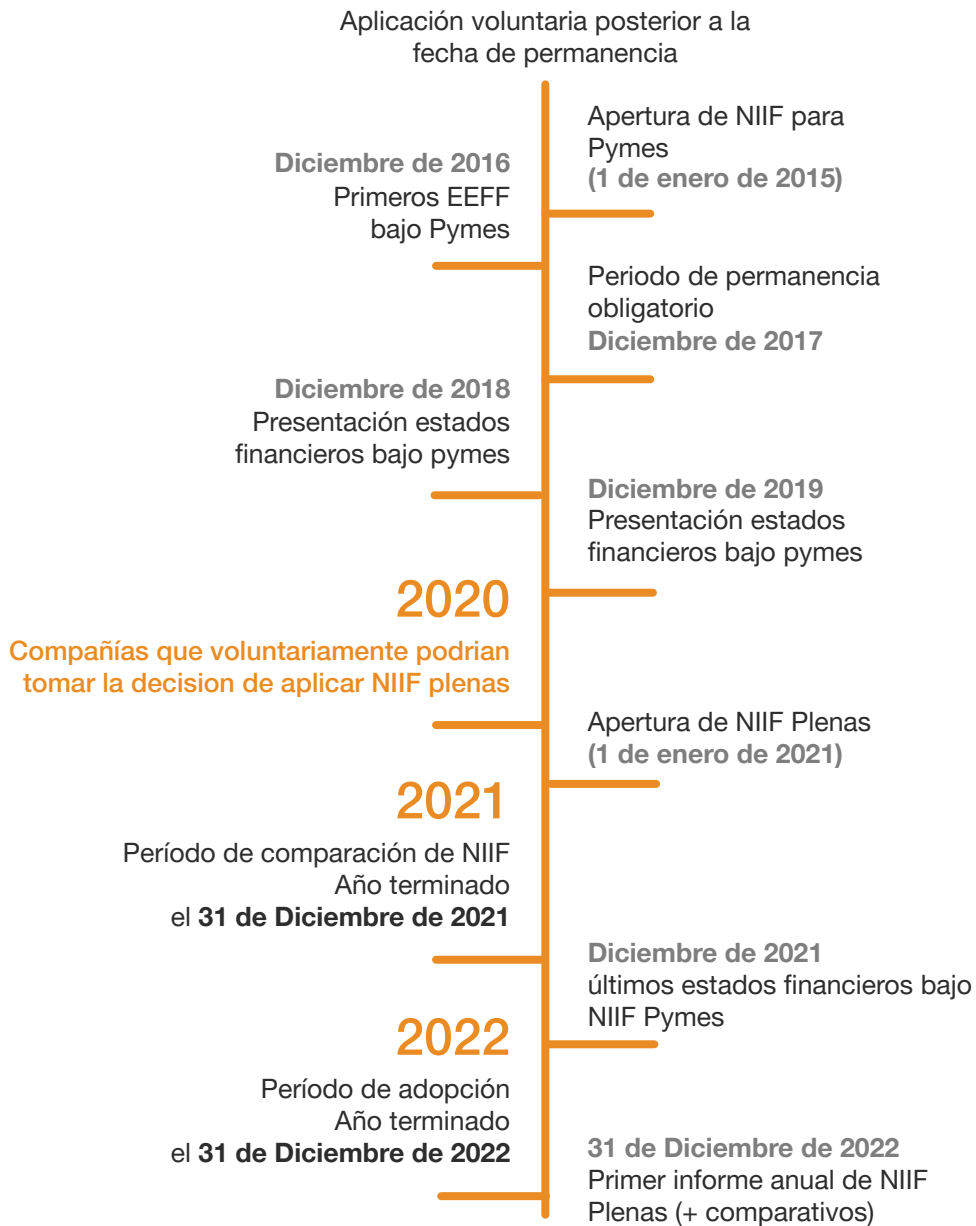 Aplicación voluntaria posterior a la
fecha de permanencia
Apertura de NIIF para
Pymes
(1 de enero de 2015)
Diciembre de 2016
Primeros EEFF
bajo Pymes
Periodo de permanencia
obligatorio
Diciembre de 2017
Diciembre de 2018
Presentación estados
financieros bajo pymes
Diciembre de 2019
Presentación estados
financieros bajo pymes
2020
Compañías que voluntariamente podrian
tomar la decision de aplicar NIIF plenas
Apertura de NIIF Plenas
(1 de enero de 2021)
2021
Período de comparación de NIIF
Año terminado
el 31 de Diciembre de 2021
Diciembre de 2021
últimos estados financieros bajo
NIIF Pymes
2022
Período de adopción
Año terminado
el 31 de Diciembre de 2022
31 de Diciembre de 2022
Primer informe anual de NIIF
Plenas (+ comparativos)